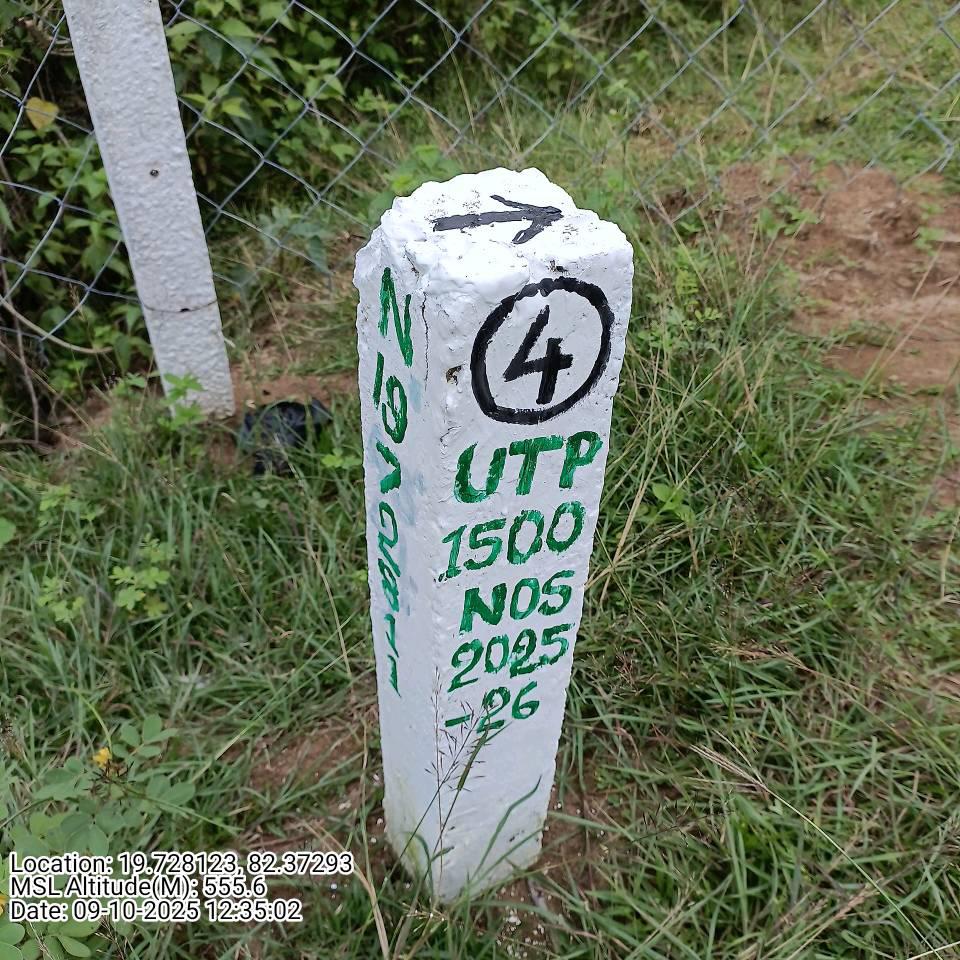 →
4
UTP
1500
NOS
2025
-26
Location: 19.728123, 82.37293
MSL Altitude(M): 555.6
Date: 09-10-2025 12:35:02